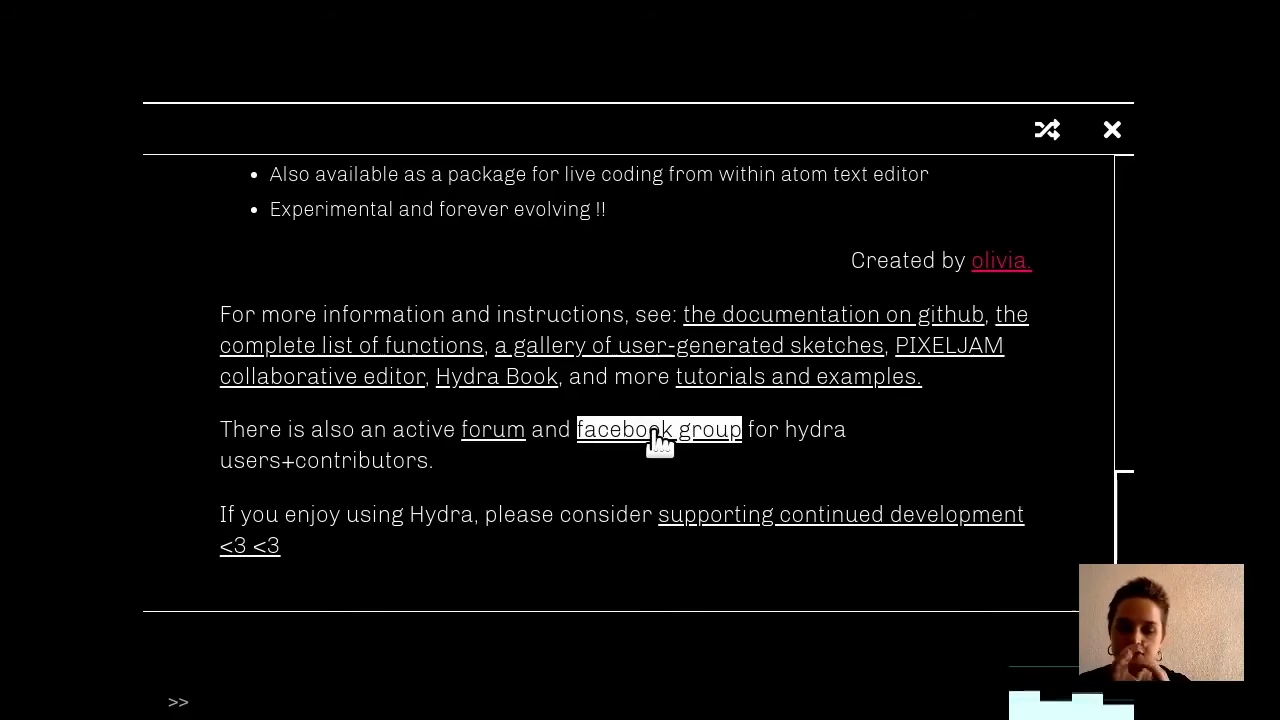 Also available as a package for live coding from within atom text editor
Experimental and forever evolving !!
Created by olivia.
For more information and instructions, see: the documentation on github, the
complete list of functions, a gallery of user-generated sketches, PIXELJAM
collaborative editor, Hydra Book, and more tutorials and examples.
There is also an active forum and facebook group for hydra
users+contributors.
If you enjoy using Hydra, please consider supporting continued development
<3 <3
>>